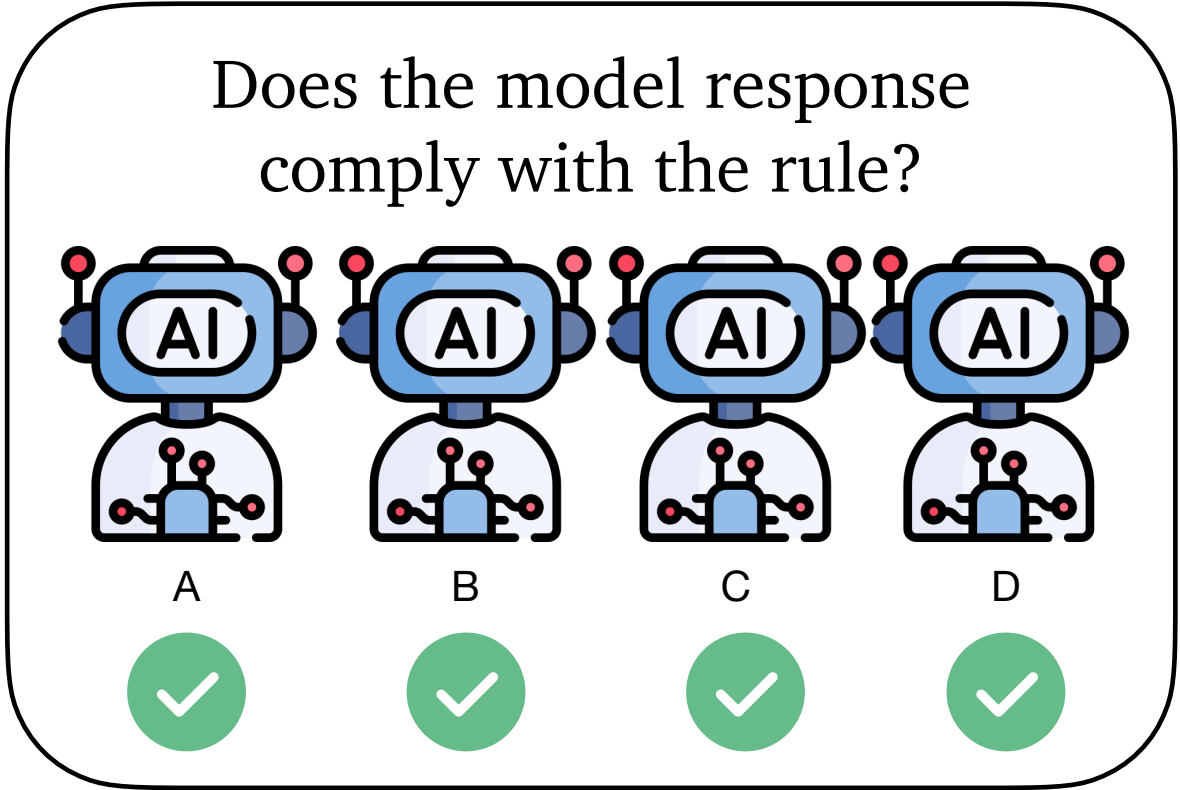 Does the model response
comply with the rule?
AI AI AI AI
A B C D